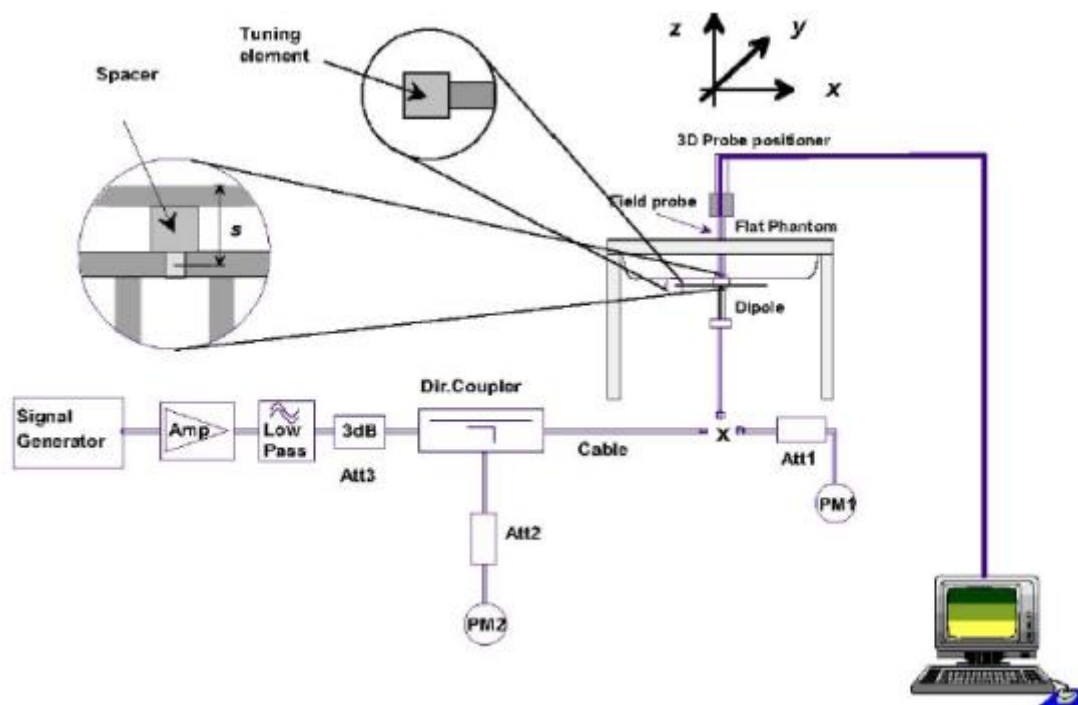 Tuning
element
Spacer
z
y
x
3D Probe positioner
Field probe
Flat Phantom
s
Dipole
Dir.Coupler
Signal
Generator
Amp
Low
Pass
3dB
Att3
Cable
x
Att1
PM1
Att2
PM2